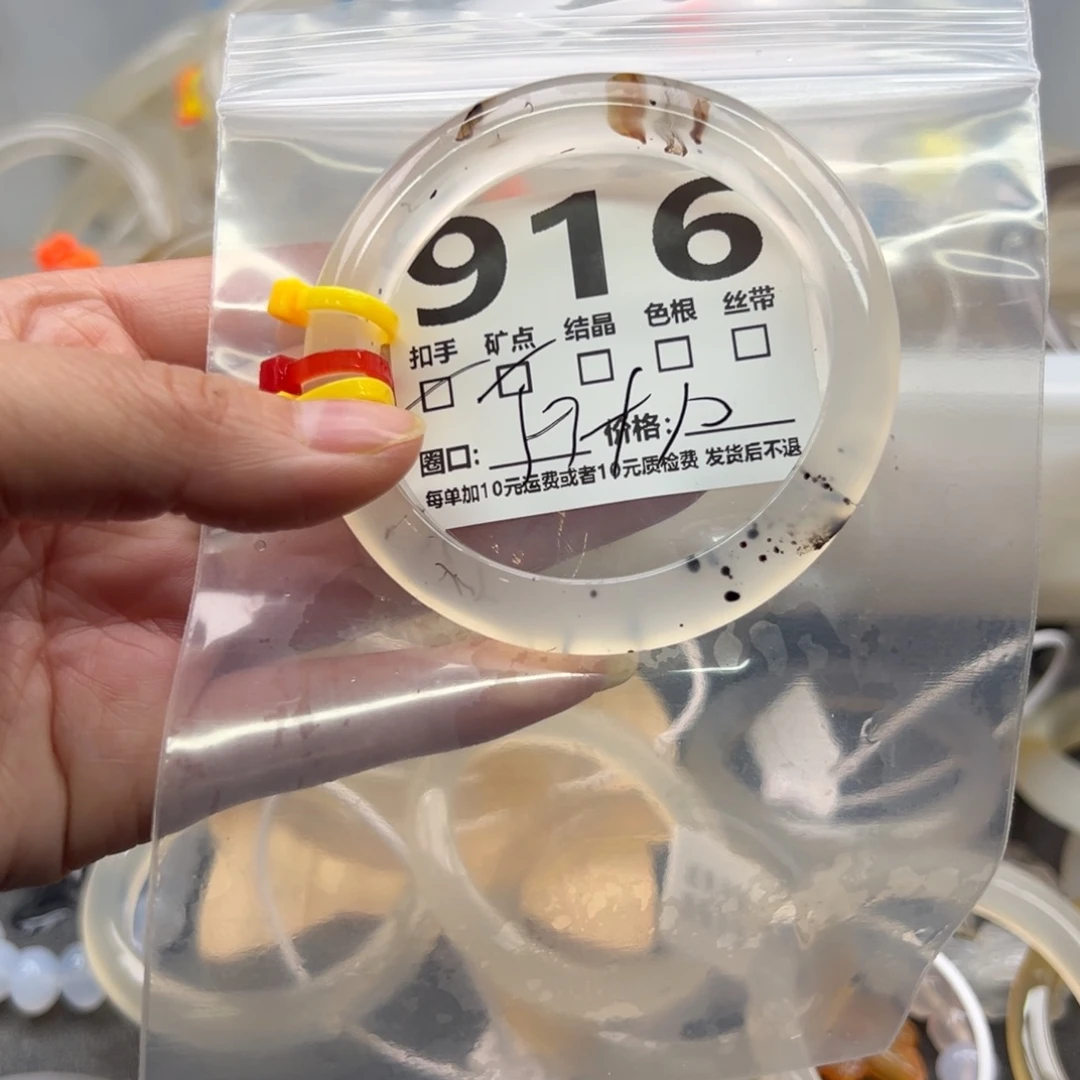 916
扣手 矿点 结晶 色根 丝带
圈口: 价格:
每单加10元运费或者10元质检费 发货后不退